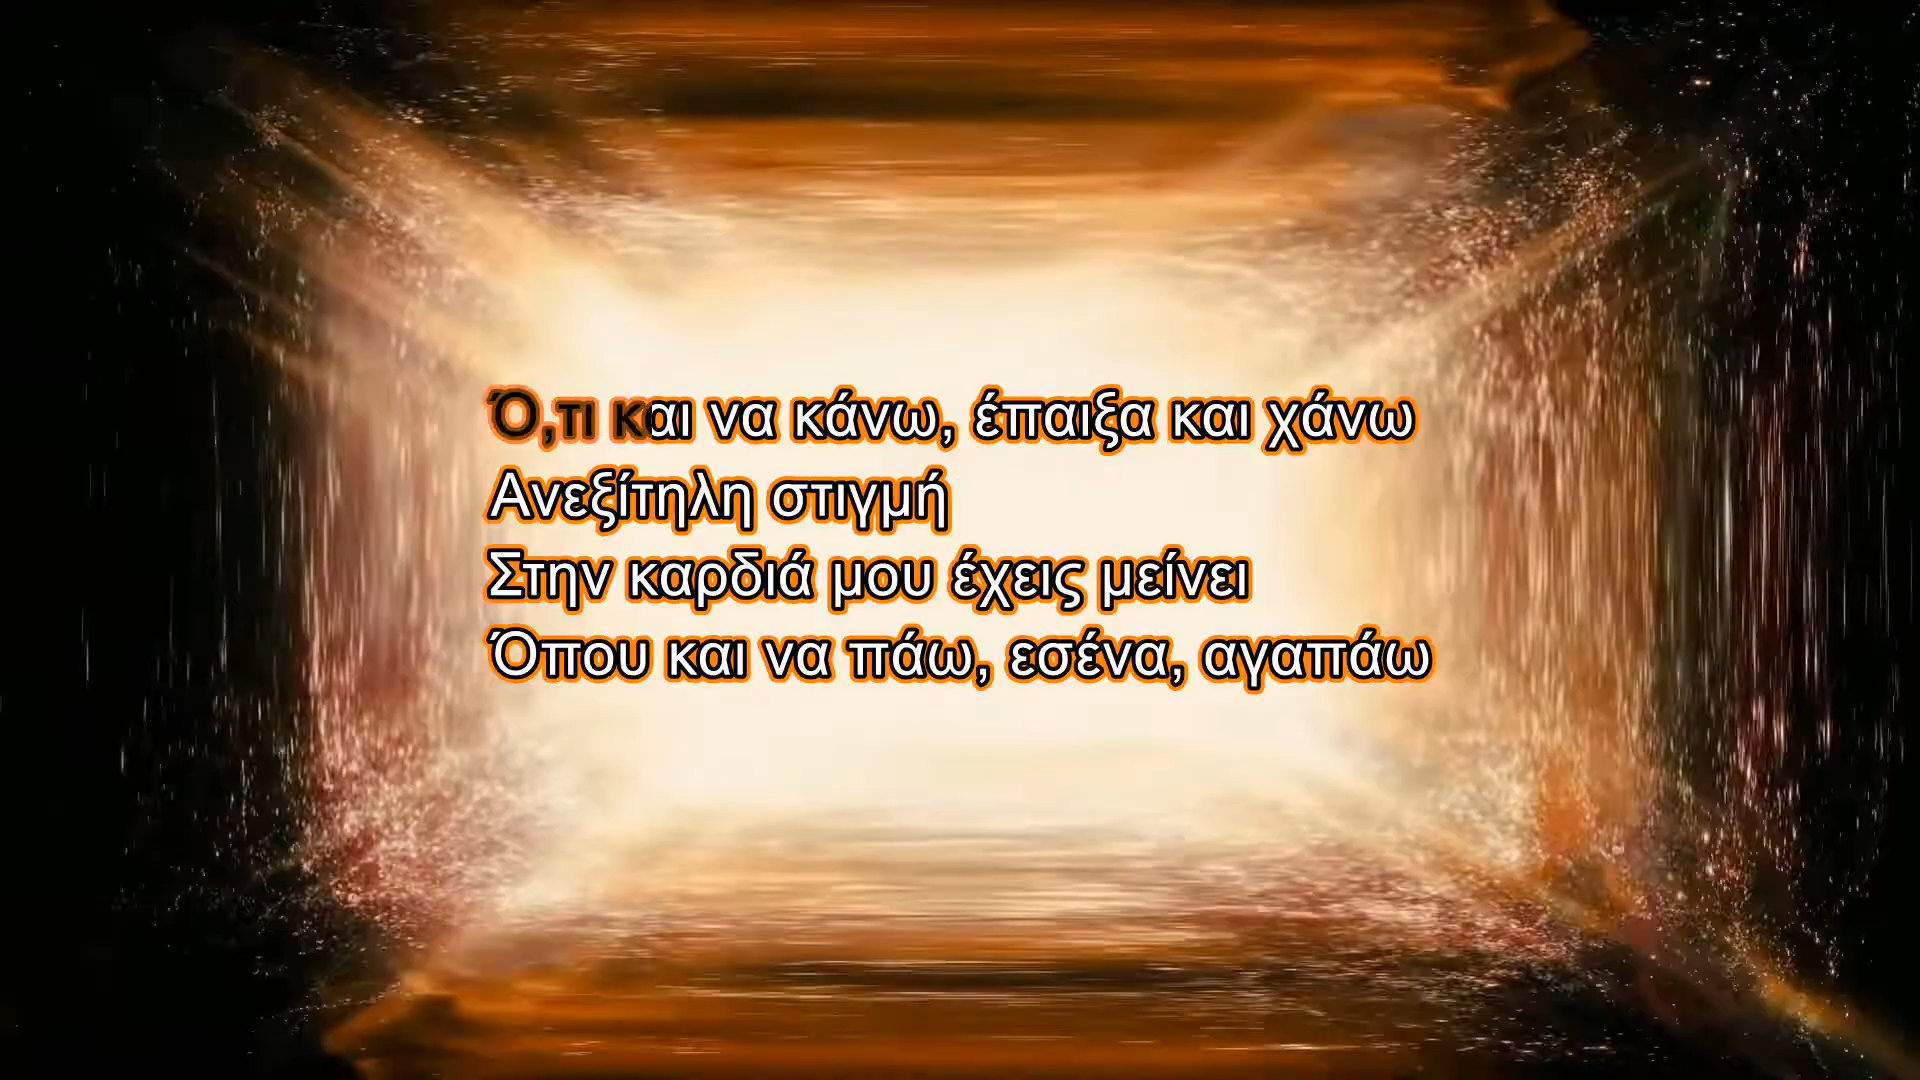 Ό,τι και να κάνω, έπαιξα και χάνω
Ανεξίτηλη στιγμή
Στην καρδιά μου έχεις μείνει
Όπου και να πάω, εσένα, αγαπάω